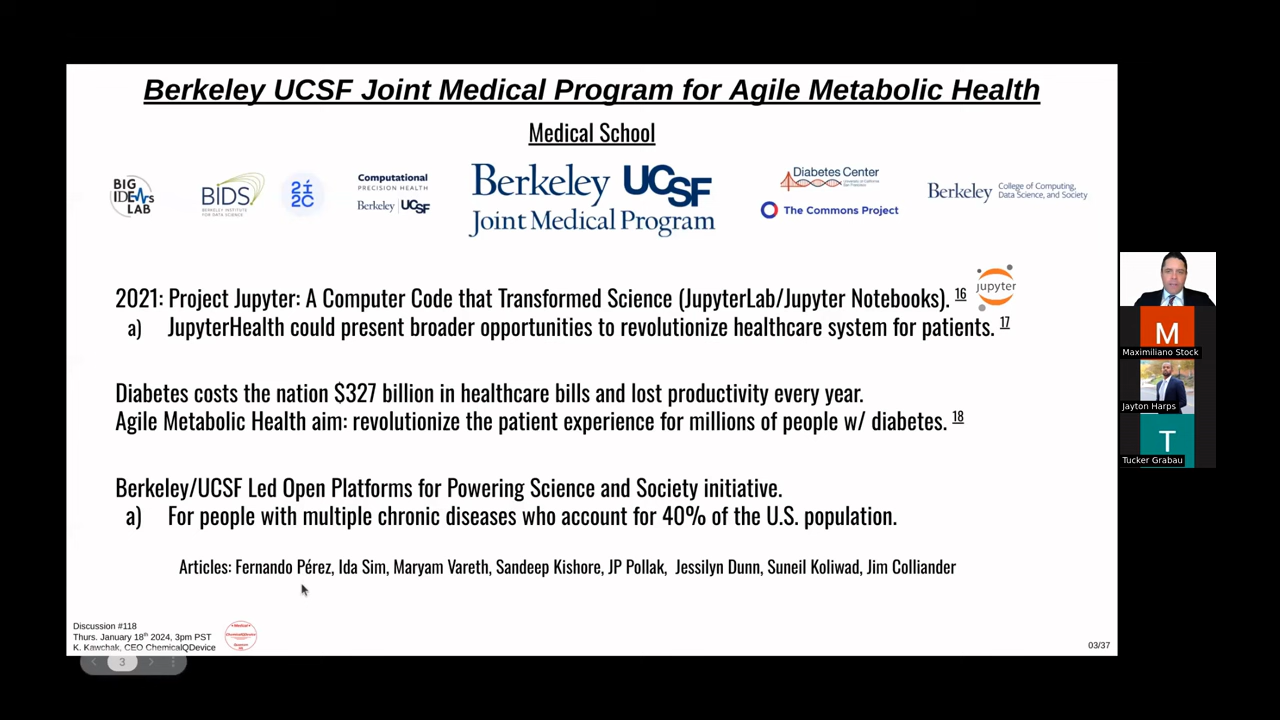 Berkeley UCSF Joint Medical Program for Agile Metabolic Health
Medical School
BIG
IDEAs
LAB
BIDS
BERKELEY INSTITUTE
FOR DATA SCIENCE
2i
2C
Computational
PRECISION HEALTH
Berkeley UCSF
Berkeley UCSF
Joint Medical Program
Diabetes Center
The Commons Project
Berkeley College of Computing,
Data Science, and Society
2021: Project Jupyter: A Computer Code that Transformed Science (JupyterLab/Jupyter Notebooks). 16
jupyter
a) JupyterHealth could present broader opportunities to revolutionize healthcare system for patients. 17
Diabetes costs the nation $327 billion in healthcare bills and lost productivity every year.
Agile Metabolic Health aim: revolutionize the patient experience for millions of people w/ diabetes. 18
Berkeley/UCSF Led Open Platforms for Powering Science and Society initiative.
a) For people with multiple chronic diseases who account for 40% of the U.S. population.
Articles: Fernando Pérez, Ida Sim, Maryam Vareth, Sandeep Kishore, JP Pollak, Jessilyn Dunn, Suneil Koliwad, Jim Colliander
Discussion #118
Thurs. January 18th 2024, 3pm PST
K. Kawchak, CEO ChemicalQDevice
ChemicalQDevice
03/37
3
M
Maximiliano Stock
Jayton Harps
T
Tucker Grabau